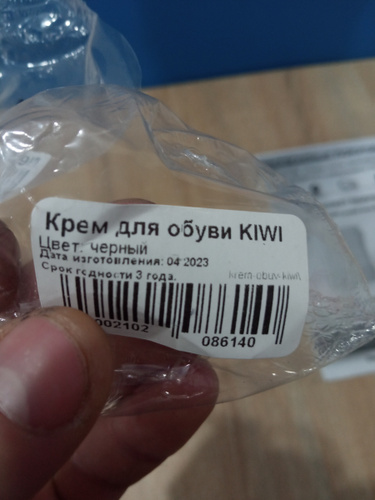 Крем для обуви KIWI
Цвет: черный
Дата изготовления: 04 2023
Срок годности 3 года.
krem-obuv-kiwi
002102
086140